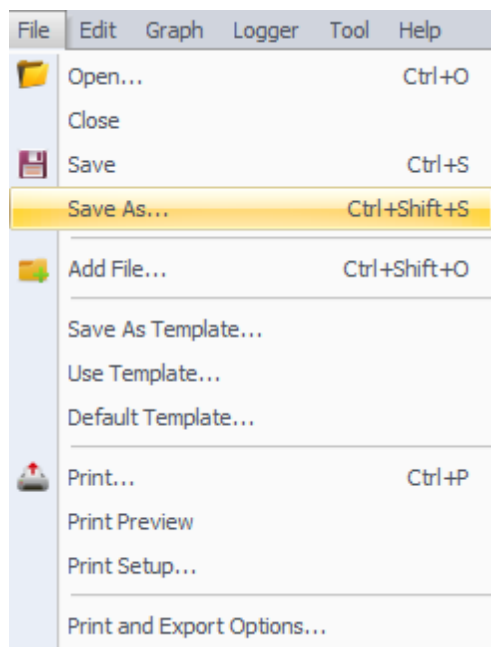 File Edit Graph Logger Tool Help
Open... Ctrl+O
Close
Save Ctrl+S
Save As... Ctrl+Shift+S
Add File... Ctrl+Shift+O
Save As Template...
Use Template...
Default Template...
Print... Ctrl+P
Print Preview
Print Setup...
Print and Export Options...